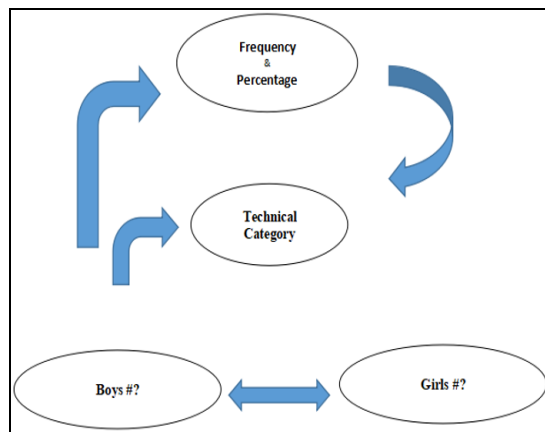 Frequency
&
Percentage
Technical
Category
Boys #?
Girls #?